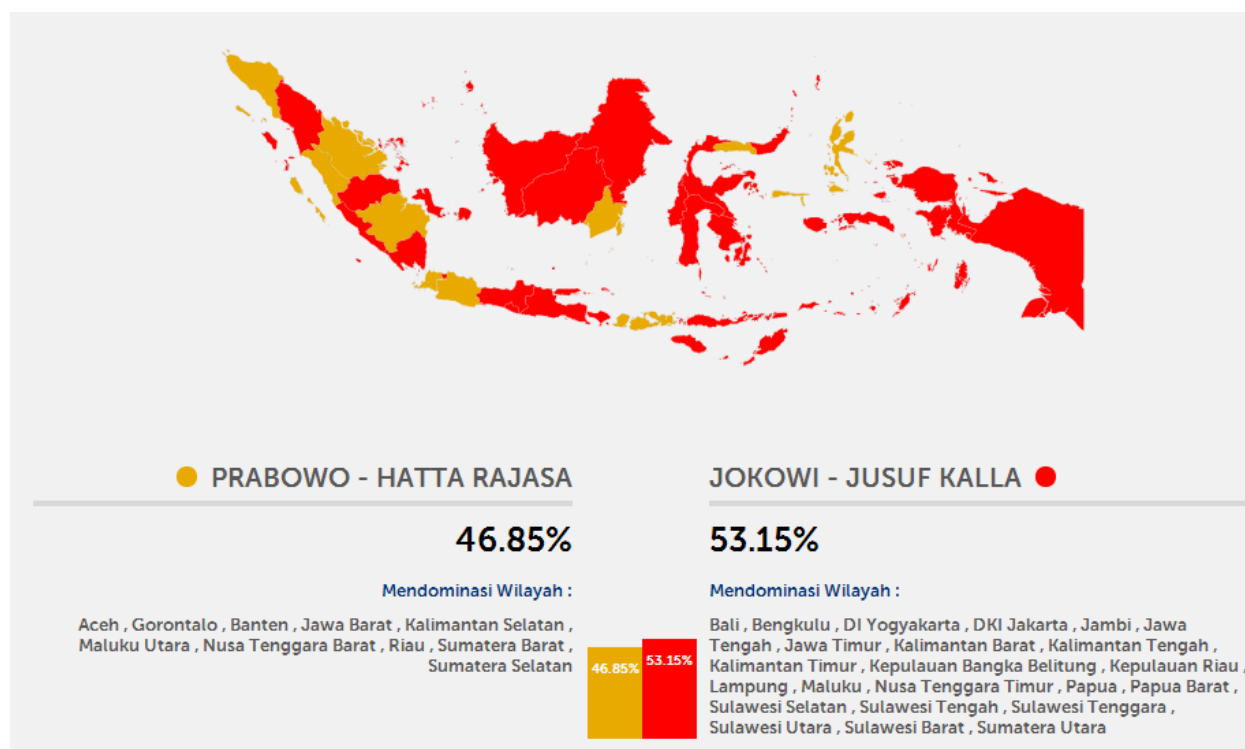 PRABOWO - HATTA RAJASA
46.85%
Mendominasi Wilayah :
Aceh , Gorontalo , Banten , Jawa Barat , Kalimantan Selatan ,
Maluku Utara , Nusa Tenggara Barat , Riau , Sumatera Barat ,
Sumatera Selatan
46.85%
53.15%
JOKOWI - JUSUF KALLA
53.15%
Mendominasi Wilayah :
Bali , Bengkulu , DI Yogyakarta , DKI Jakarta , Jambi , Jawa
Tengah , Jawa Timur , Kalimantan Barat , Kalimantan Tengah ,
Kalimantan Timur , Kepulauan Bangka Belitung , Kepulauan Riau ,
Lampung , Maluku , Nusa Tenggara Timur , Papua , Papua Barat ,
Sulawesi Selatan , Sulawesi Tengah , Sulawesi Tenggara ,
Sulawesi Utara , Sulawesi Barat , Sumatera Utara